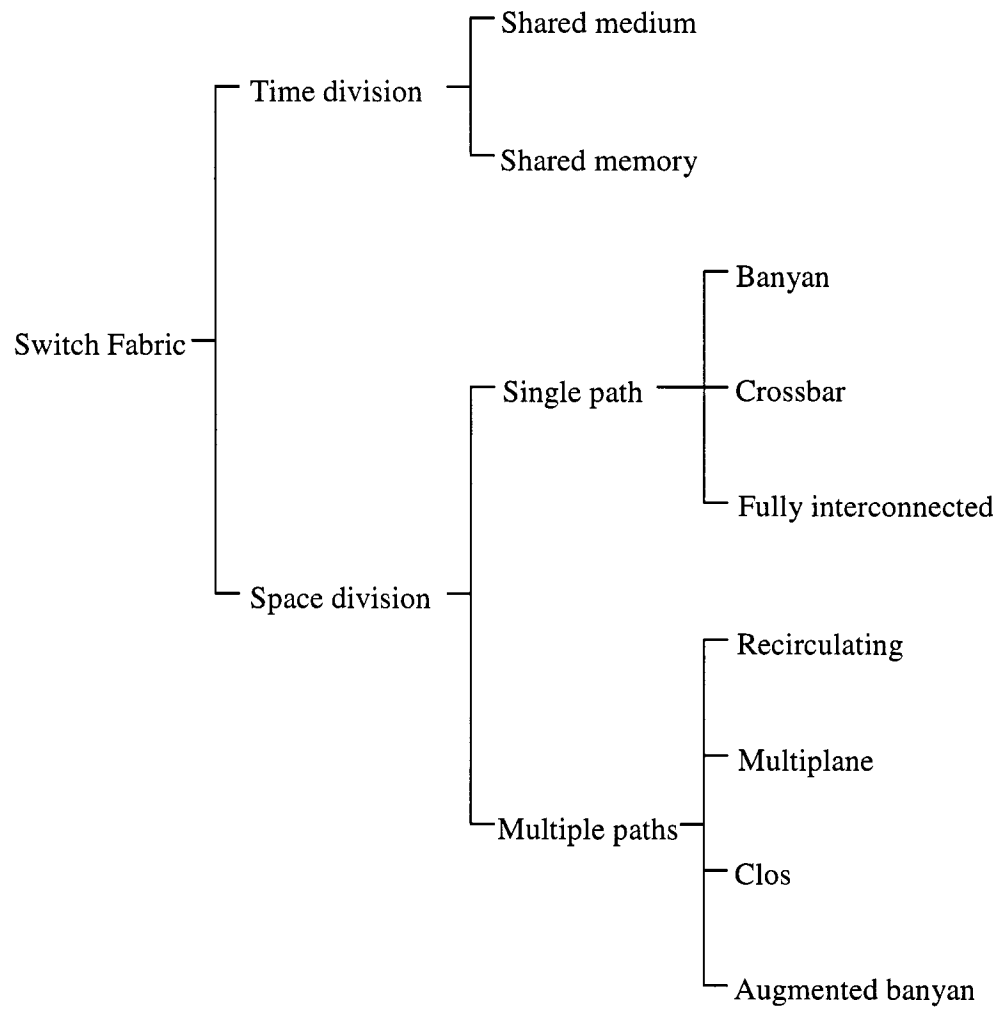 Shared medium
Time division
Shared memory
Banyan
Switch Fabric
Single path
Crossbar
Fully interconnected
Space division
Recirculating
Multiplane
Multiple paths
Clos
Augmented banyan